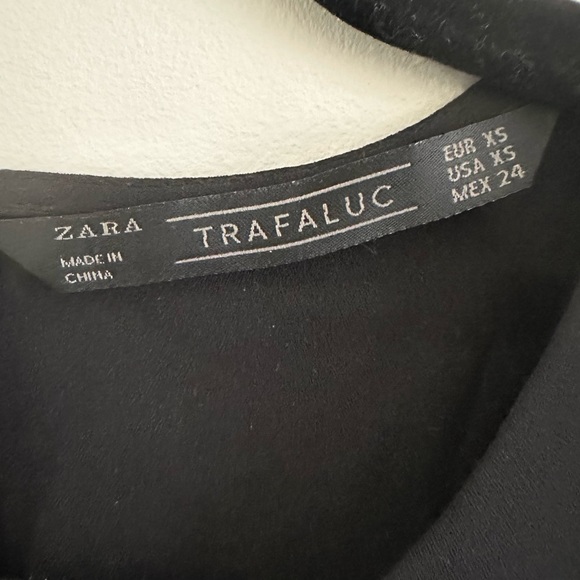 ZARA
MADE IN
CHINA
TRAFALUC
EUR XS
USA XS
MEX 24